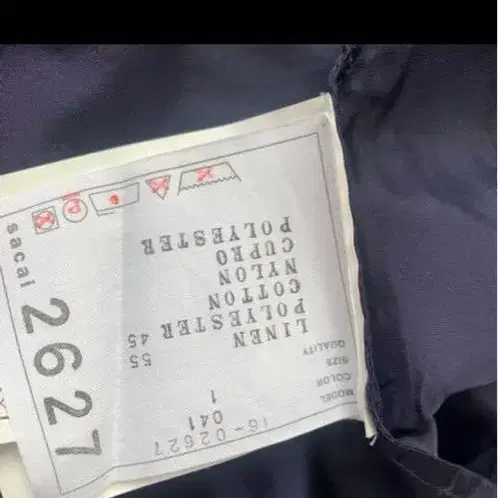 MODEL 16-02627
COLOR 041
SIZE 1
QUALITY
LINEN 55
POLYESTER 45
COTTON
NYLON
CUPRO
POLYESTER
sacai
2627